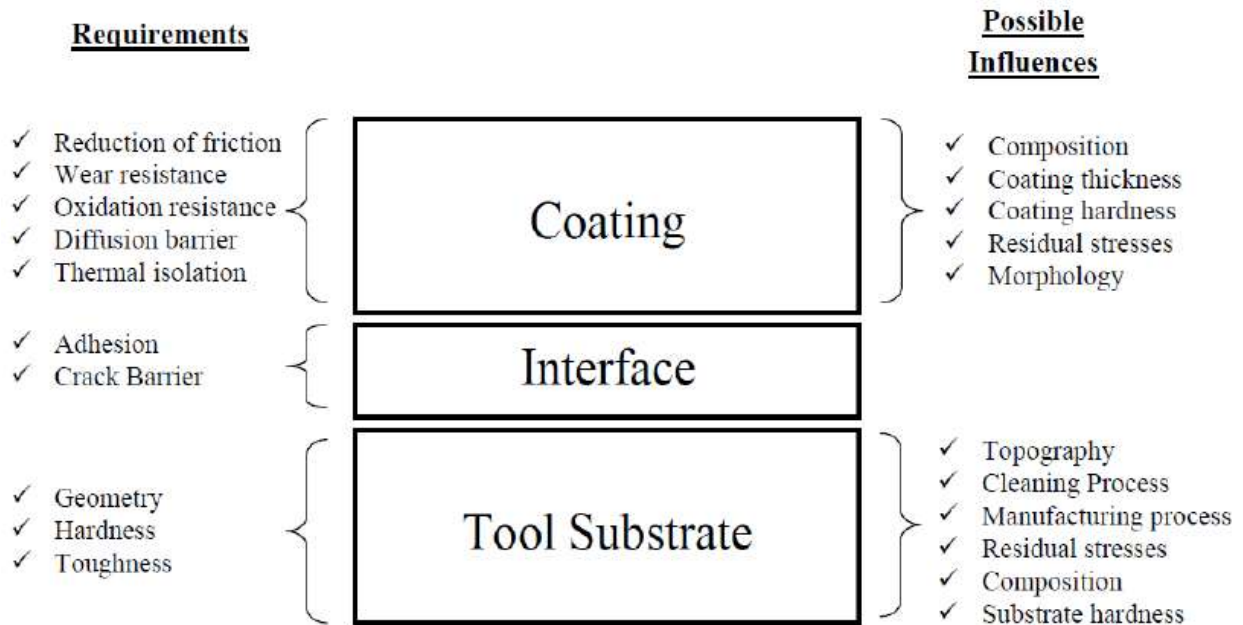 Requirements
Possible
Influences
✓ Reduction of friction
✓ Wear resistance
✓ Oxidation resistance
✓ Diffusion barrier
✓ Thermal isolation
Coating
✓ Composition
✓ Coating thickness
✓ Coating hardness
✓ Residual stresses
✓ Morphology
✓ Adhesion
✓ Crack Barrier
Interface
✓ Geometry
✓ Hardness
✓ Toughness
Tool Substrate
✓ Topography
✓ Cleaning Process
✓ Manufacturing process
✓ Residual stresses
✓ Composition
✓ Substrate hardness